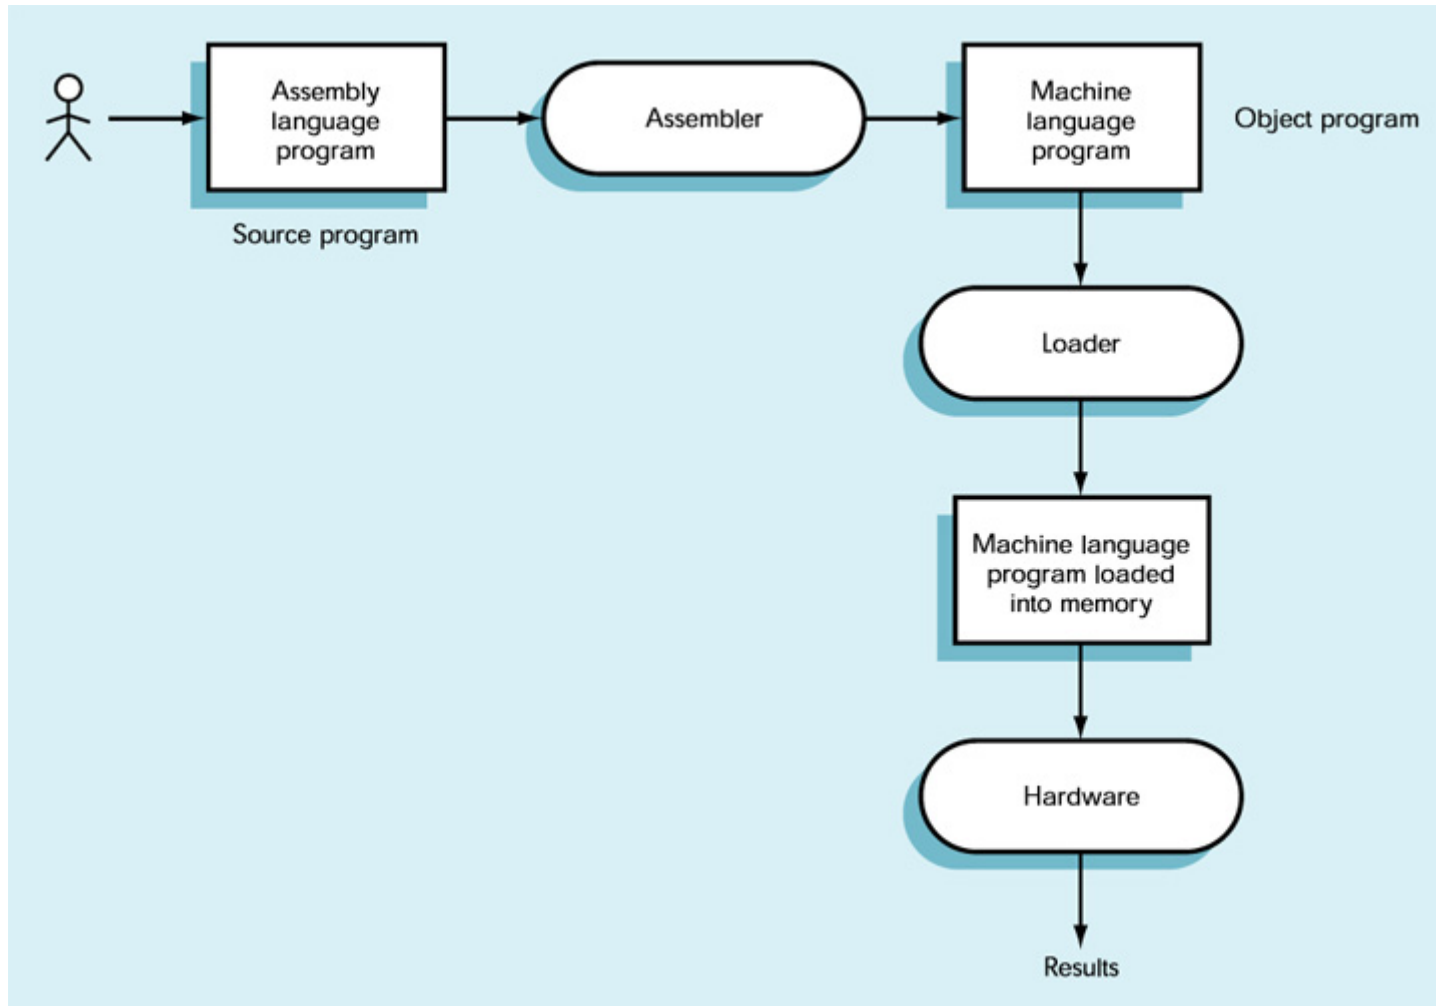 Assembly
language
program
Source program
Assembler
Machine
language
program
Object program
Loader
Machine language
program loaded
into memory
Hardware
Results